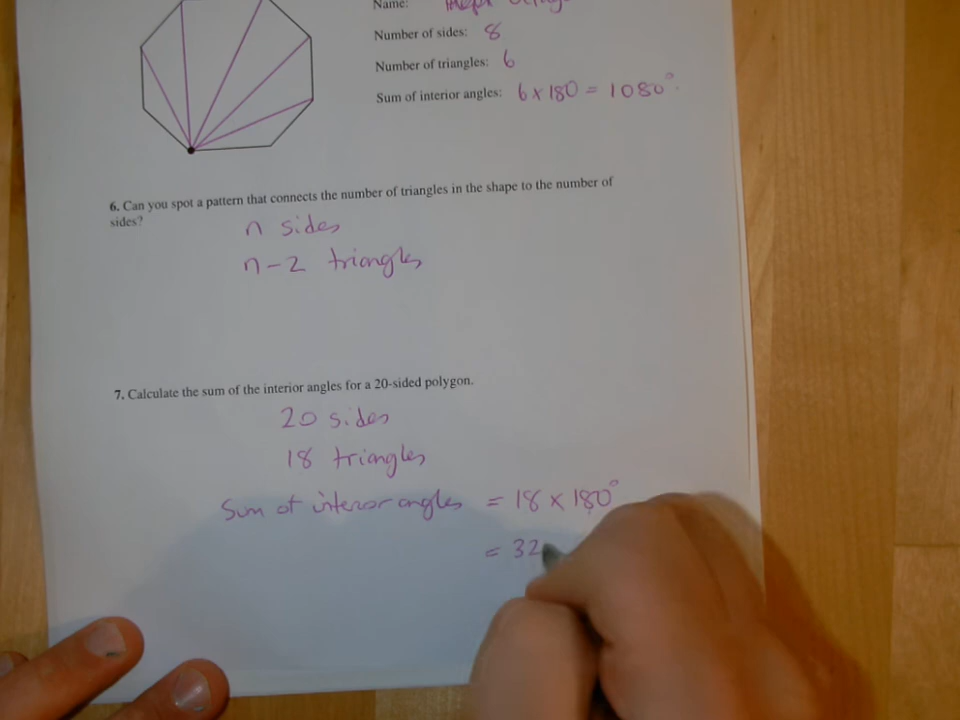 Name:
Number of sides: 8
Number of triangles: 6
Sum of interior angles: 6 × 180 = 1080°.
6. Can you spot a pattern that connects the number of triangles in the shape to the number of
sides?
n sides
n-2 triangles
7. Calculate the sum of the interior angles for a 20-sided polygon.
20 sides
18 triangles
Sum of interior angles = 18 × 180°
= 32